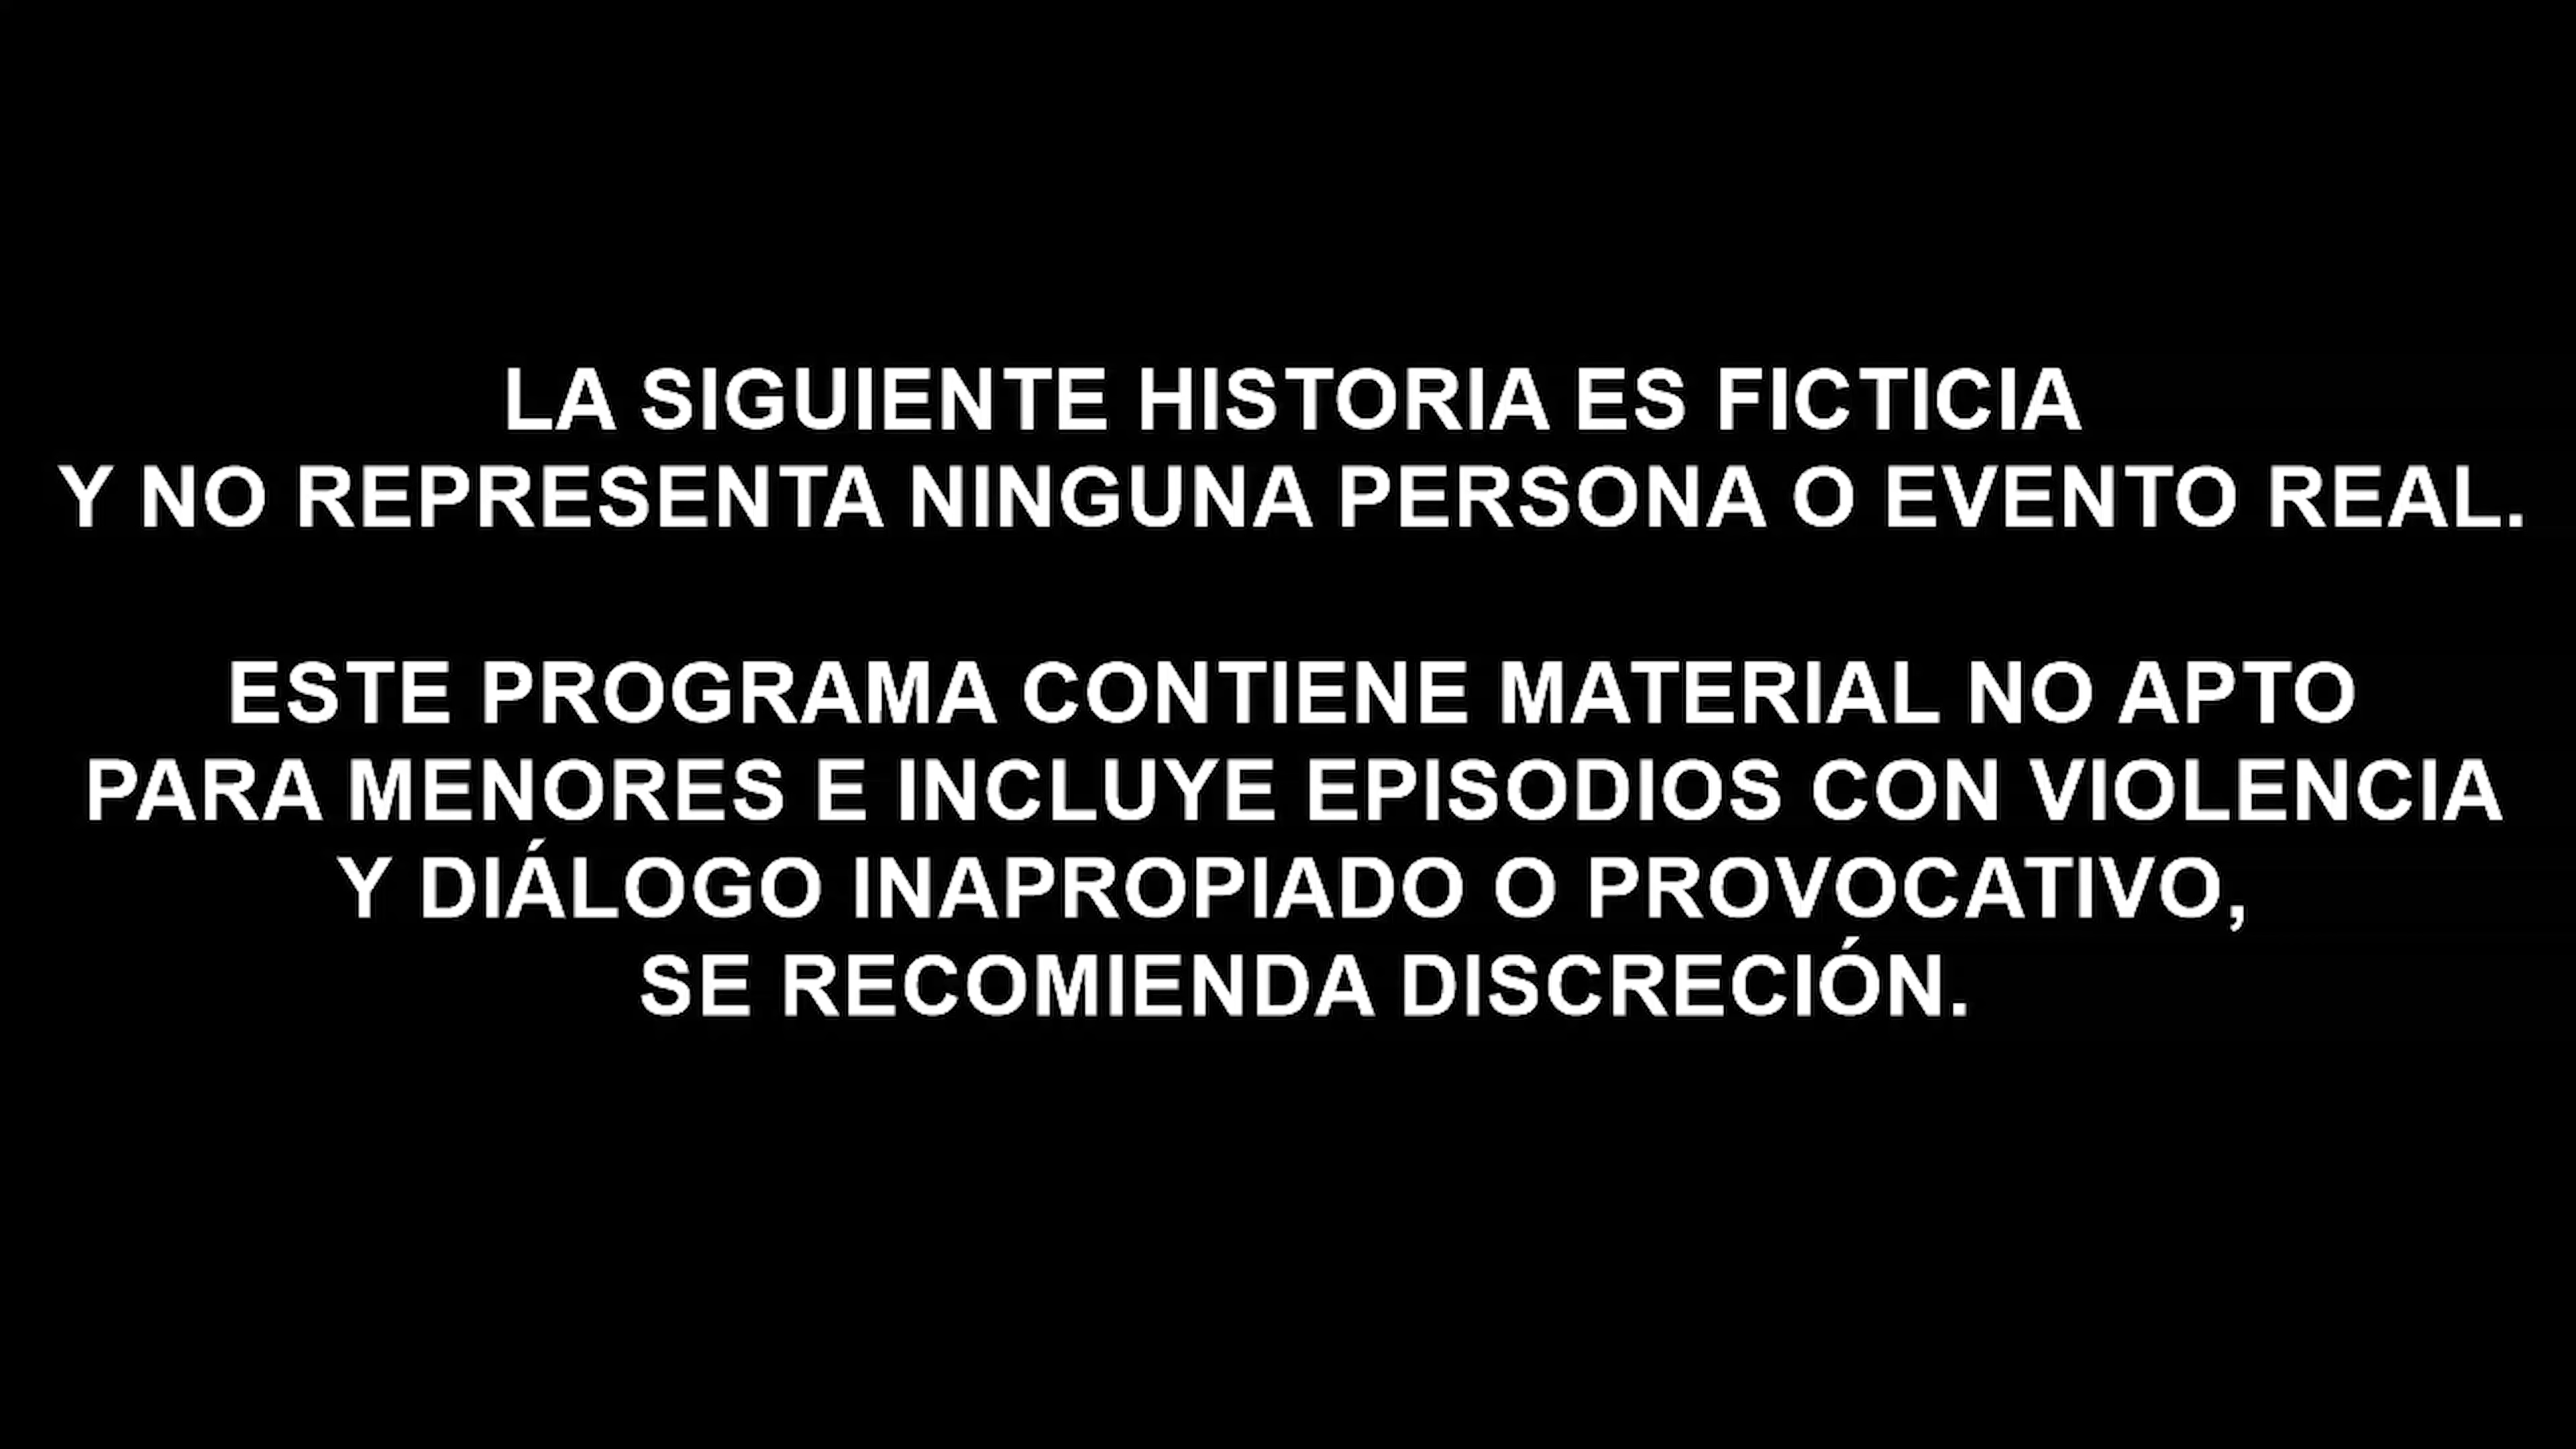 LA SIGUIENTE HISTORIA ES FICTICIA
Y NO REPRESENTA NINGUNA PERSONA O EVENTO REAL.
ESTE PROGRAMA CONTIENE MATERIAL NO APTO
PARA MENORES E INCLUYE EPISODIOS CON VIOLENCIA
Y DIÁLOGO INAPROPIADO O PROVOCATIVO,
SE RECOMIENDA DISCRECIÓN.